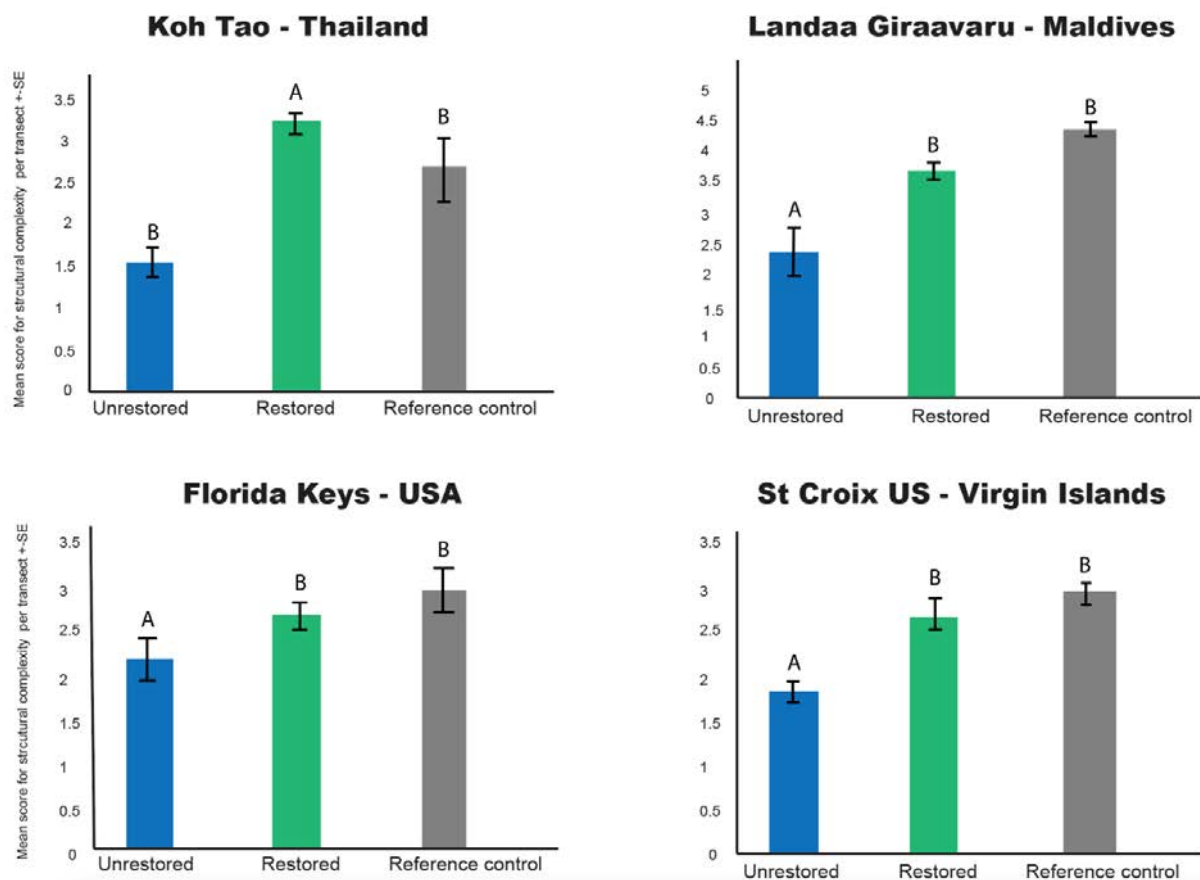 Koh Tao - Thailand
Mean score for strcutural complexity per transect +-SE
3.5
3
2.5
2
1.5
1
0.5
0
B
A
B
Unrestored
Restored
Reference control
Landaa Giraavaru - Maldives
5
4.5
4
3.5
3
2.5
2
1.5
1
0.5
0
A
B
B
Unrestored
Restored
Reference control
Florida Keys - USA
Mean score for strcutural complexity per transect +-SE
3.5
3
2.5
2
1.5
1
0.5
0
A
B
B
Unrestored
Restored
Reference control
St Croix US - Virgin Islands
3.5
3
2.5
2
1.5
1
0.5
0
A
B
B
Unrestored
Restored
Reference control